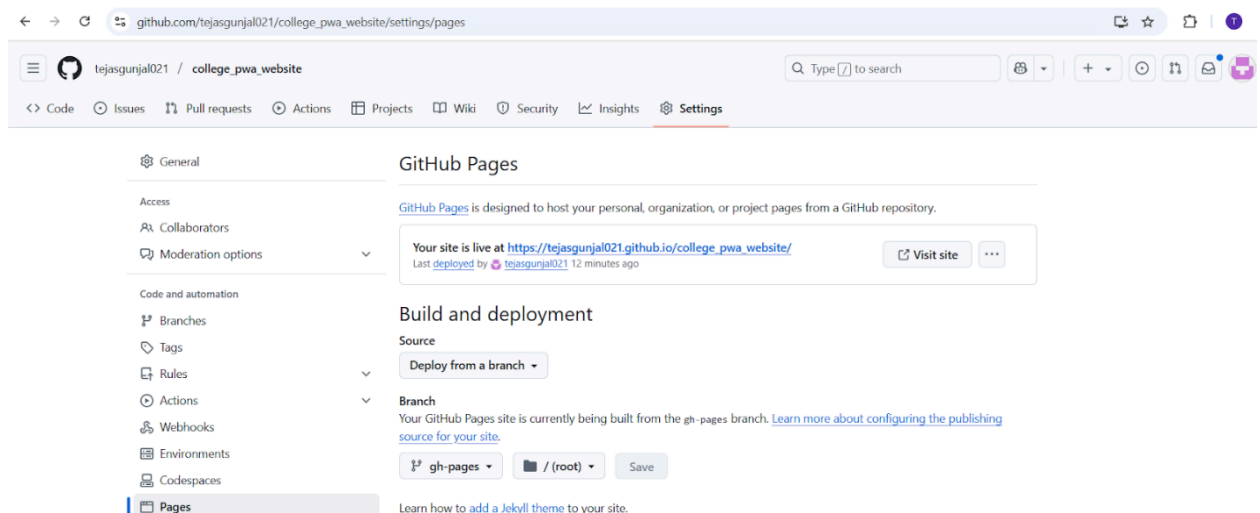 github.com/tejasgunjal021/college_pwa_website/settings/pages
T
tejasgunjal021 / college_pwa_website
Type / to search
Code Issues Pull requests Actions Projects Wiki Security Insights Settings
General
Access
Collaborators
Moderation options
Code and automation
Branches
Tags
Rules
Actions
Webhooks
Environments
Codespaces
Pages
GitHub Pages
GitHub Pages is designed to host your personal, organization, or project pages from a GitHub repository.
Your site is live at https://tejasgunjal021.github.io/college_pwa_website/
Last deployed by tejasgunjal021 12 minutes ago
Visit site
Build and deployment
Source
Deploy from a branch
Branch
Your GitHub Pages site is currently being built from the gh-pages branch. Learn more about configuring the publishing
source for your site.
gh-pages / (root) Save
Learn how to add a Jekyll theme to your site.